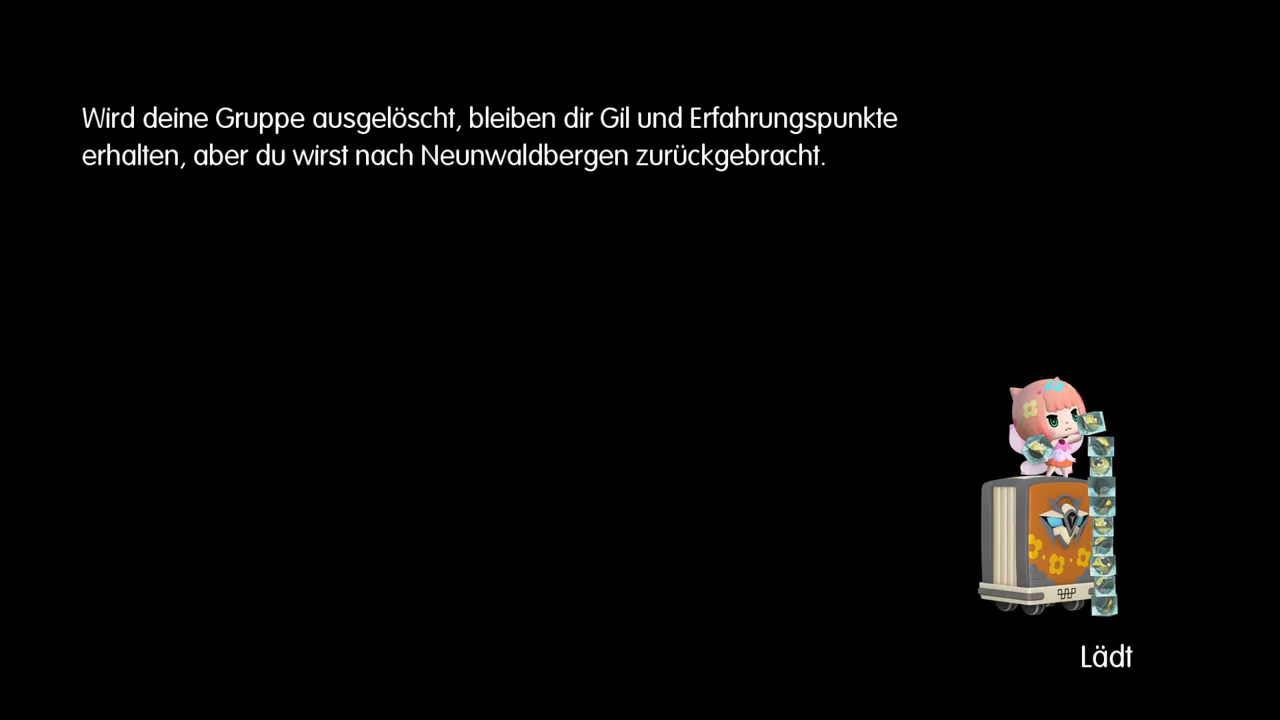 Wird deine Gruppe ausgelöscht, bleiben dir Gil und Erfahrungspunkte
erhalten, aber du wirst nach Neunwaldbergen zurückgebracht.
Lädt